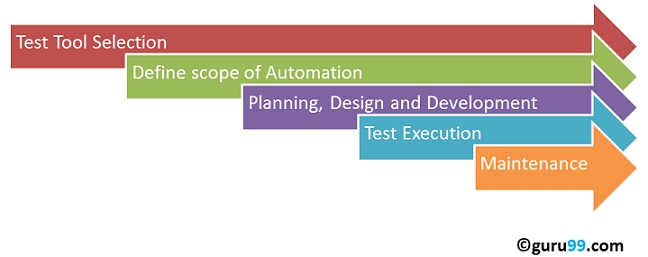 Test Tool Selection
Define scope of Automation
Planning, Design and Development
Test Execution
Maintenance
©guru99.com